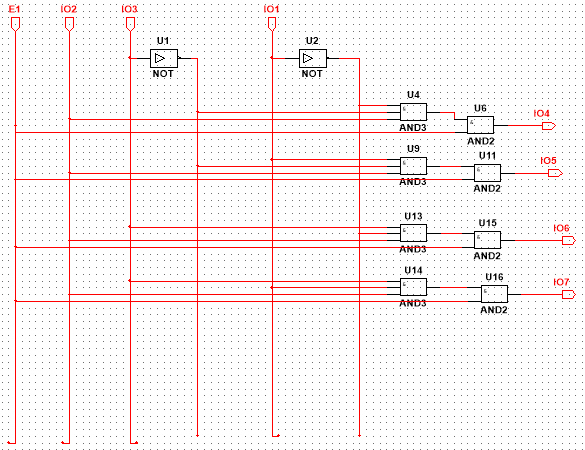 E1 IO2 IO3 IO1
U1 U2
NOT NOT
U4 U6 IO4
AND3 AND2
U9 U11 IO5
AND3 AND2
U13 U15 IO6
AND3 AND2
U14 U16 IO7
AND3 AND2